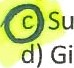 c) Su
d) Gi